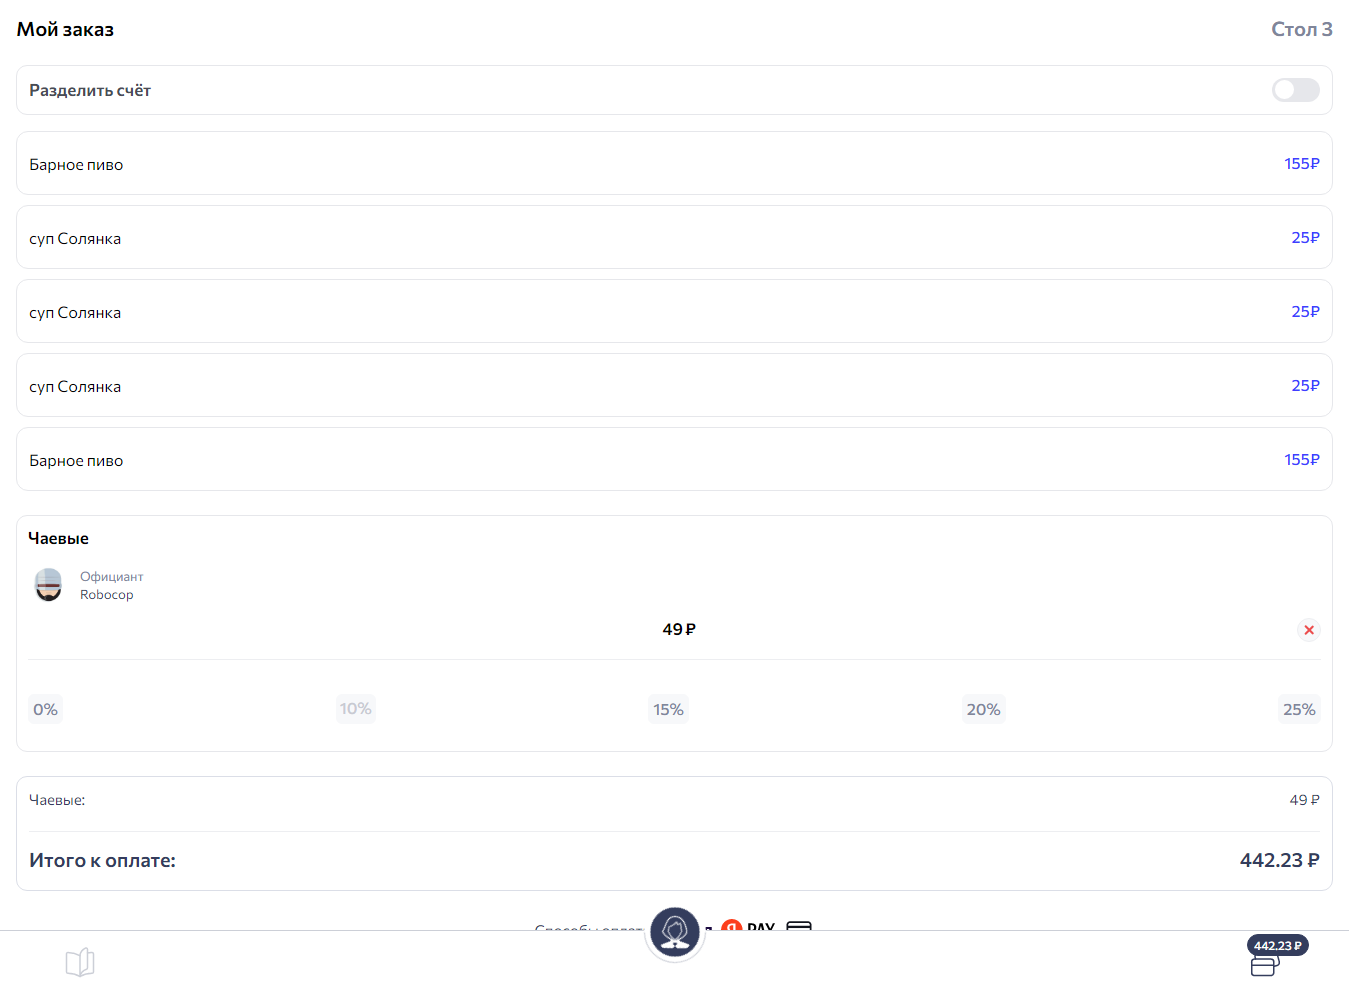 Мой заказ
Стол 3
Разделить счёт
Барное пиво
155₽
суп Солянка
25₽
суп Солянка
25₽
суп Солянка
25₽
Барное пиво
155₽
Чаевые
Официант
Robocop
49 ₽
0%
10%
15%
20%
25%
Чаевые:
49 ₽
Итого к оплате:
442.23 ₽
Способы
Я PAY
442.23 ₽